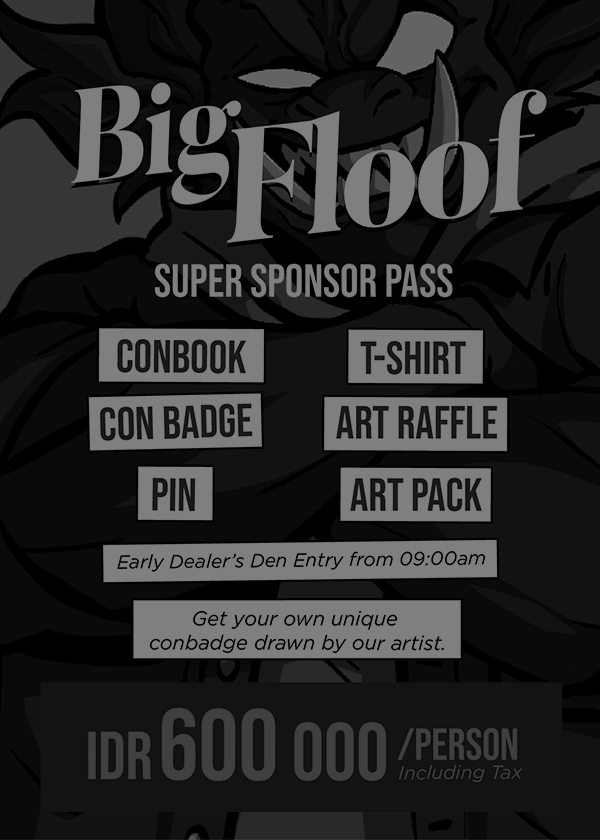 Big Floof
SUPER SPONSOR PASS
CONBOOK
T-SHIRT
CON BADGE
ART RAFFLE
PIN
ART PACK
Early Dealer's Den Entry from 09:00am
Get your own unique
conbadge drawn by our artist.
IDR 600 000 /PERSON
Including Tax